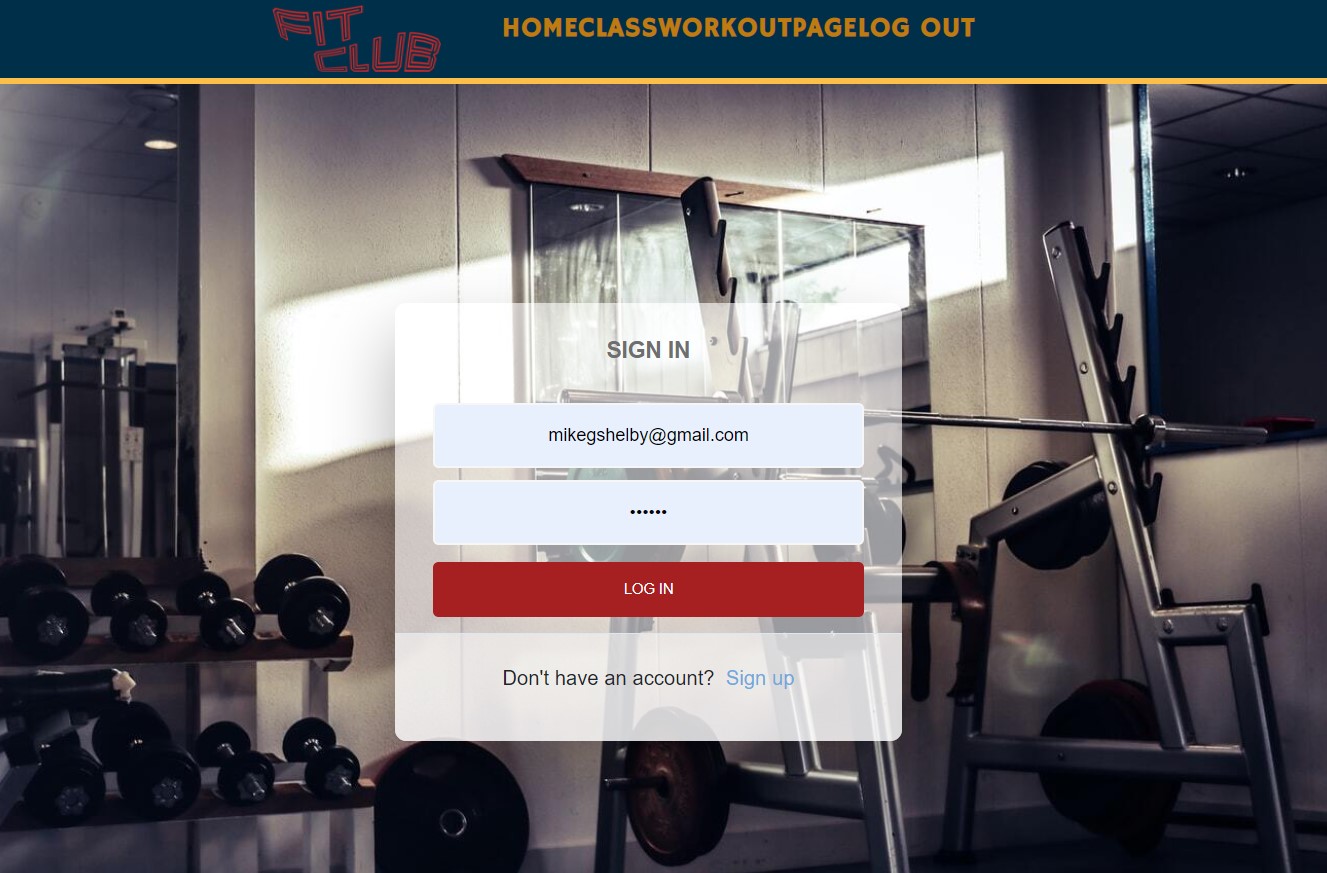 FIT
CLUB
HOMECLASSWORKOUTPAGELOG OUT
SIGN IN
mikegshelby@gmail.com
••••••
LOG IN
Don't have an account? Sign up